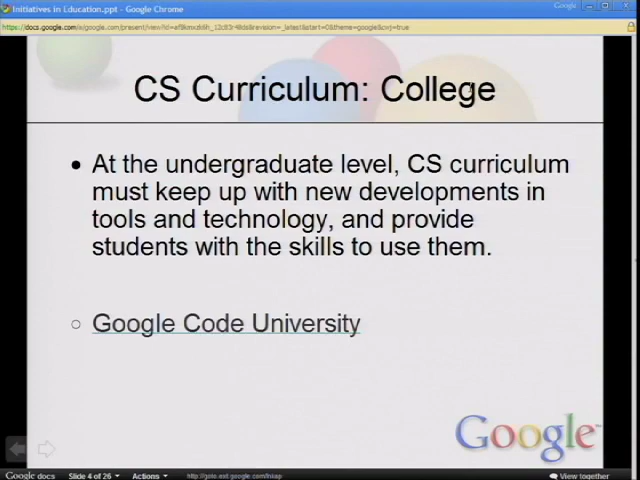 Initiatives in Education.ppt - Google Chrome
Google
CS Curriculum: College
At the undergraduate level, CS curriculum
must keep up with new developments in
tools and technology, and provide
students with the skills to use them.
Google Code University
Google™
Google docs Slide 4 of 26 Actions View together